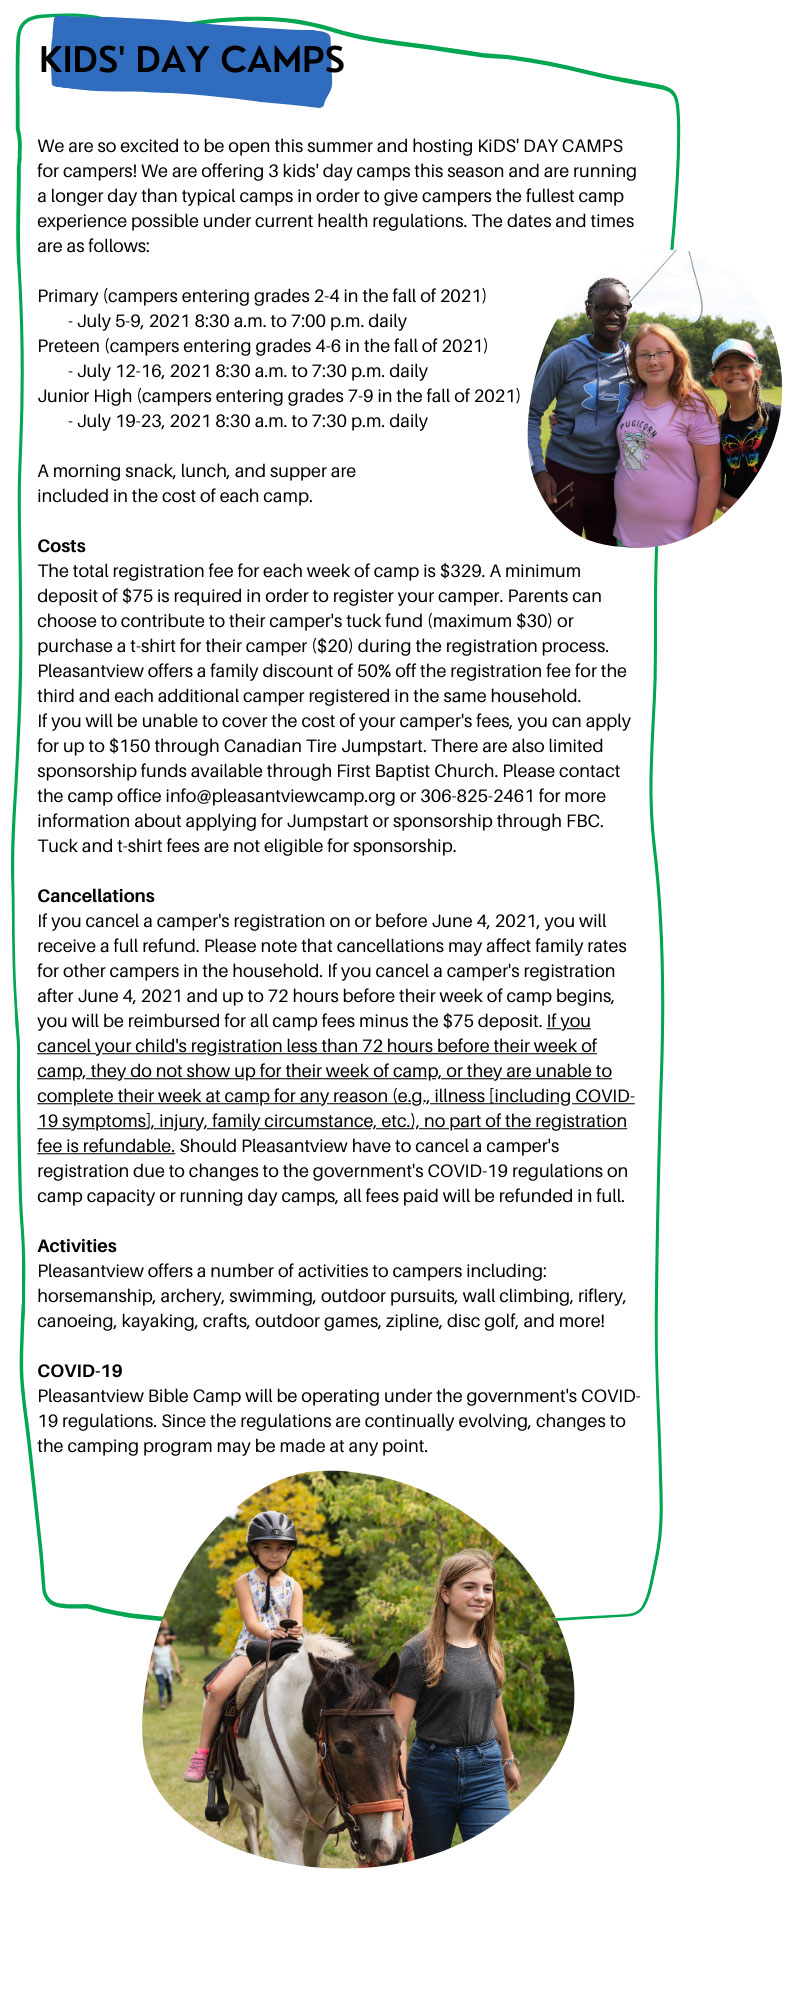 KIDS' DAY CAMPS
We are so excited to be open this summer and hosting KiDS' DAY CAMPS
for campers! We are offering 3 kids' day camps this season and are running
a longer day than typical camps in order to give campers the fullest camp
experience possible under current health regulations. The dates and times
are as follows:
Primary (campers entering grades 2-4 in the fall of 2021)
- July 5-9, 2021 8:30 a.m. to 7:00 p.m. daily
Preteen (campers entering grades 4-6 in the fall of 2021)
- July 12-16, 2021 8:30 a.m. to 7:30 p.m. daily
Junior High (campers entering grades 7-9 in the fall of 2021)
- July 19-23, 2021 8:30 a.m. to 7:30 p.m. daily
PUGICORN
A morning snack, lunch, and supper are
included in the cost of each camp.
Costs
The total registration fee for each week of camp is $329. A minimum
deposit of $75 is required in order to register your camper. Parents can
choose to contribute to their camper's tuck fund (maximum $30) or
purchase a t-shirt for their camper ($20) during the registration process.
Pleasantview offers a family discount of 50% off the registration fee for the
third and each additional camper registered in the same household.
If you will be unable to cover the cost of your camper's fees, you can apply
for up to $150 through Canadian Tire Jumpstart. There are also limited
sponsorship funds available through First Baptist Church. Please contact
the camp office info@pleasantviewcamp.org or 306-825-2461 for more
information about applying for Jumpstart or sponsorship through FBC.
Tuck and t-shirt fees are not eligible for sponsorship.
Cancellations
If you cancel a camper's registration on or before June 4, 2021, you will
receive a full refund. Please note that cancellations may affect family rates
for other campers in the household. If you cancel a camper's registration
after June 4, 2021 and up to 72 hours before their week of camp begins,
you will be reimbursed for all camp fees minus the $75 deposit. If you
cancel your child's registration less than 72 hours before their week of
camp, they do not show up for their week of camp, or they are unable to
complete their week at camp for any reason (e.g., illness [including COVID-
19 symptoms], injury, family circumstance, etc.), no part of the registration
fee is refundable. Should Pleasantview have to cancel a camper's
registration due to changes to the government's COVID-19 regulations on
camp capacity or running day camps, all fees paid will be refunded in full.
Activities
Pleasantview offers a number of activities to campers including:
horsemanship, archery, swimming, outdoor pursuits, wall climbing, riflery,
canoeing, kayaking, crafts, outdoor games, zipline, disc golf, and more!
COVID-19
Pleasantview Bible Camp will be operating under the government's COVID-
19 regulations. Since the regulations are continually evolving, changes to
the camping program may be made at any point.